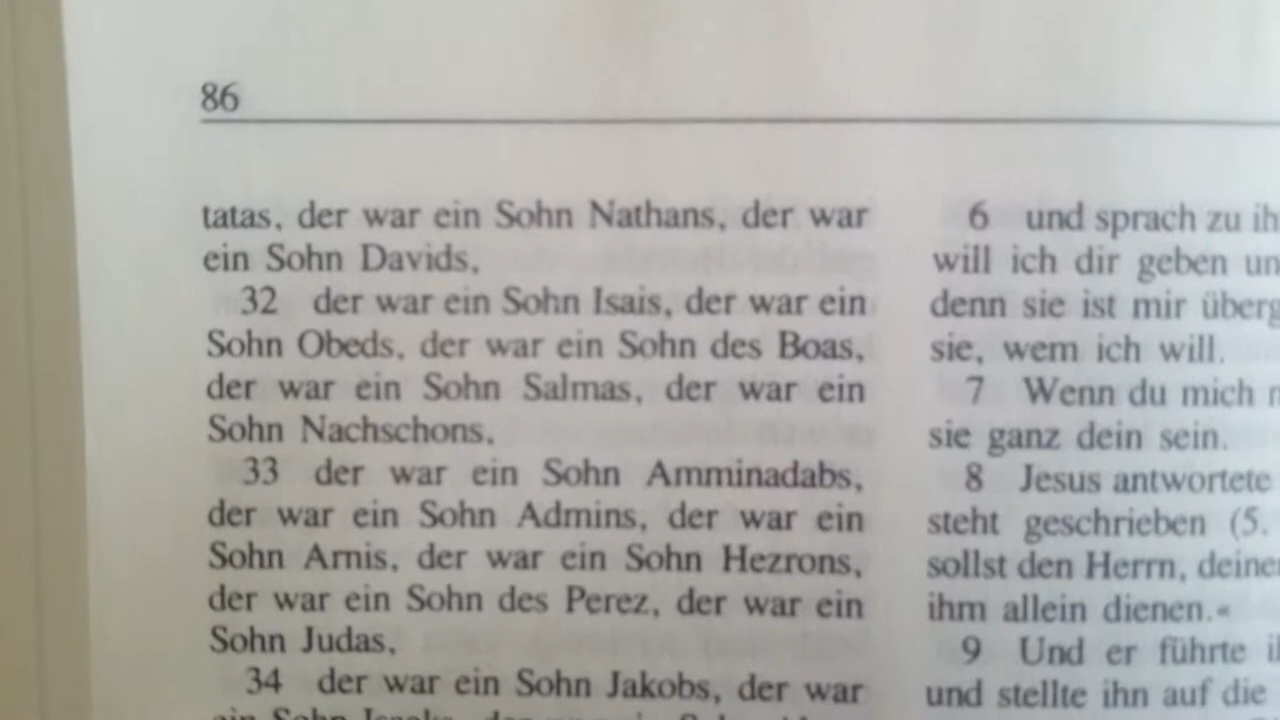 86
tatas, der war ein Sohn Nathans, der war
ein Sohn Davids,
32 der war ein Sohn Isais, der war ein
Sohn Obeds, der war ein Sohn des Boas,
der war ein Sohn Salmas, der war ein
Sohn Nachschons,
33 der war ein Sohn Amminadabs,
der war ein Sohn Admins, der war ein
Sohn Arnis, der war ein Sohn Hezrons,
der war ein Sohn des Perez, der war ein
Sohn Judas,
34 der war ein Sohn Jakobs, der war
ein Sohn
6 und sprach zu ih
will ich dir geben un
denn sie ist mir überg
sie, wem ich will.
7 Wenn du mich
sie ganz dein sein.
8 Jesus antwortete
steht geschrieben (5.
sollst den Herrn, deine
ihm allein dienen.«
9 Und er führte
und stellte ihn auf die